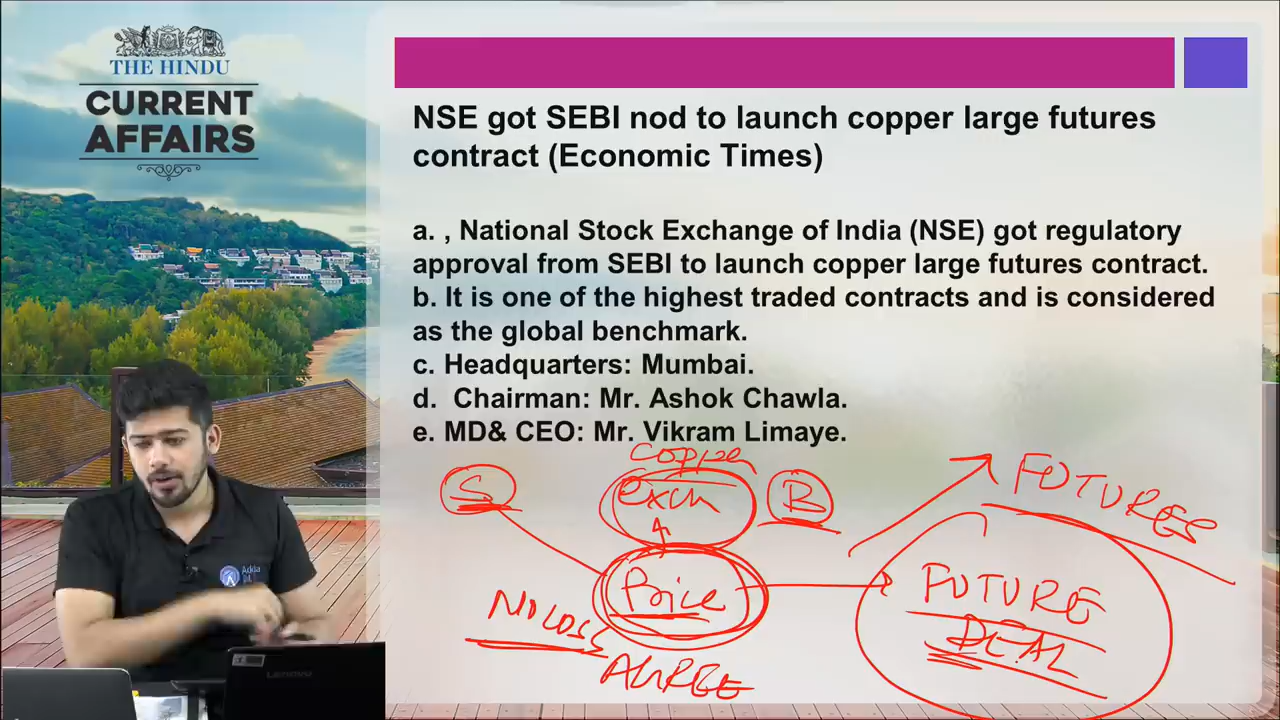 THE HINDU
CURRENT
AFFAIRS
NSE got SEBI nod to launch copper large futures
contract (Economic Times)
a. , National Stock Exchange of India (NSE) got regulatory
approval from SEBI to launch copper large futures contract.
b. It is one of the highest traded contracts and is considered
as the global benchmark.
c. Headquarters: Mumbai.
d.  Chairman: Mr. Ashok Chawla.
e. MD& CEO: Mr. Vikram Limaye.
Copper
S
Exch
B
FUTURES
Price
FUTURE
DEAL
NO LOSS
AGREE
Adda
Lenovo